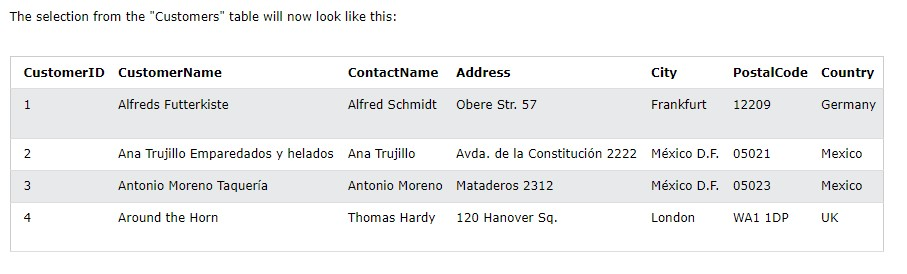 The selection from the "Customers" table will now look like this:
CustomerID CustomerName ContactName Address City PostalCode Country
1 Alfreds Futterkiste Alfred Schmidt Obere Str. 57 Frankfurt 12209 Germany
2 Ana Trujillo Emparedados y helados Ana Trujillo Avda. de la Constitución 2222 México D.F. 05021 Mexico
3 Antonio Moreno Taquería Antonio Moreno Mataderos 2312 México D.F. 05023 Mexico
4 Around the Horn Thomas Hardy 120 Hanover Sq. London WA1 1DP UK